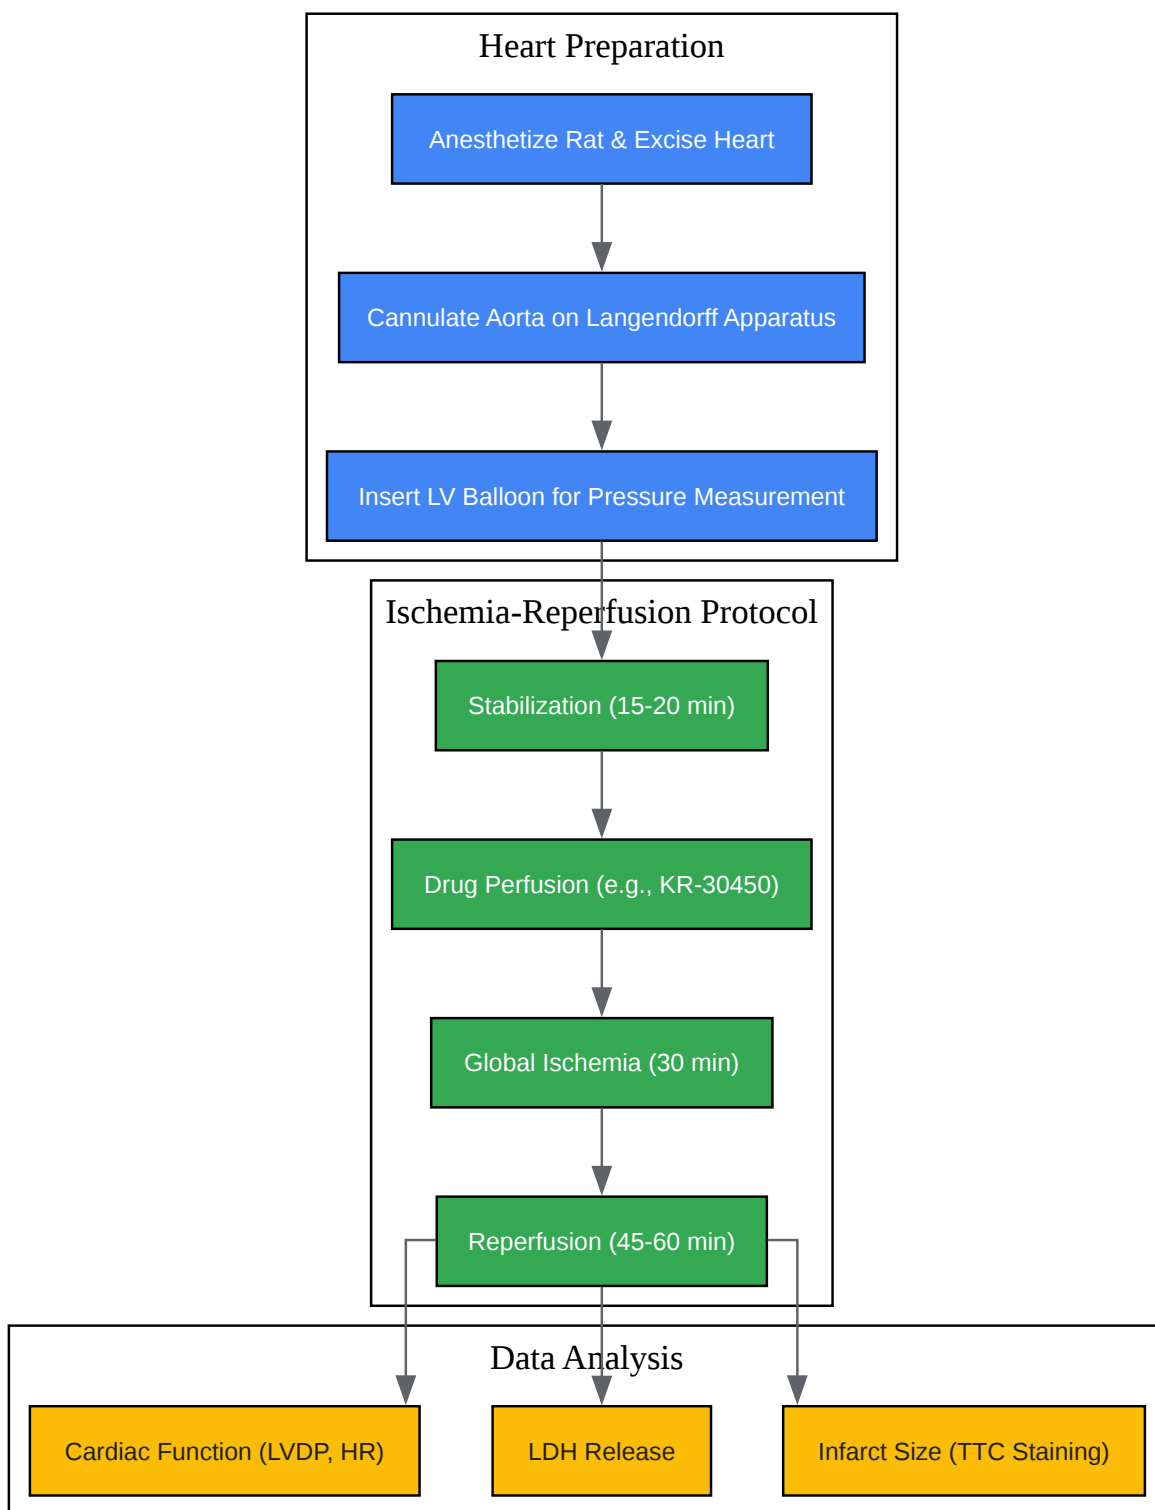 Heart Preparation
Anesthetize Rat & Excise Heart
Cannulate Aorta on Langendorff Apparatus
Insert LV Balloon for Pressure Measurement
Ischemia-Reperfusion Protocol
Stabilization (15-20 min)
Drug Perfusion (e.g., KR-30450)
Global Ischemia (30 min)
Reperfusion (45-60 min)
Data Analysis
Cardiac Function (LVDP, HR)
LDH Release
Infarct Size (TTC Staining)